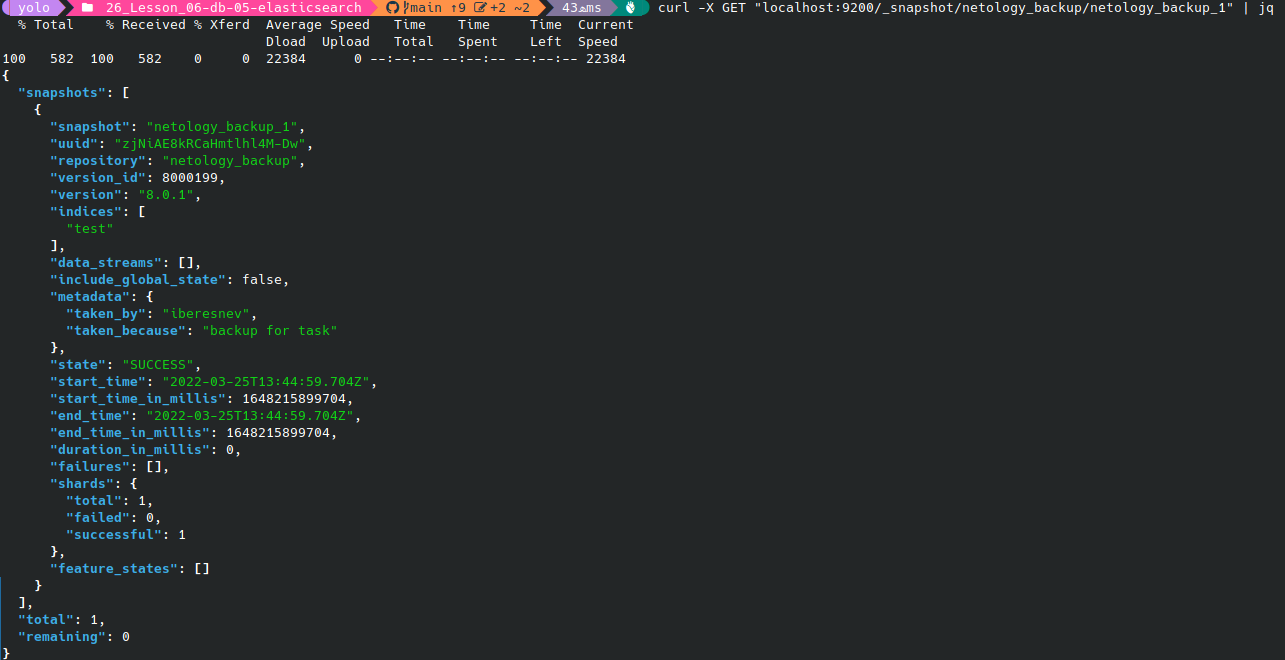 yolo 26_Lesson_06-db-05-elasticsearch main ↑9 +2 ~2 43ms curl -X GET "localhost:9200/_snapshot/netology_backup/netology_backup_1" | jq
  % Total    % Received % Xferd  Average Speed   Time    Time     Time  Current
                                 Dload  Upload   Total   Spent    Left  Speed
100   582  100   582    0     0  22384      0 --:--:-- --:--:-- --:--:-- 22384
{
  "snapshots": [
    {
      "snapshot": "netology_backup_1",
      "uuid": "zjNiAE8kRCaHmtlhl4M-Dw",
      "repository": "netology_backup",
      "version_id": 8000199,
      "version": "8.0.1",
      "indices": [
        "test"
      ],
      "data_streams": [],
      "include_global_state": false,
      "metadata": {
        "taken_by": "iberesnev",
        "taken_because": "backup for task"
      },
      "state": "SUCCESS",
      "start_time": "2022-03-25T13:44:59.704Z",
      "start_time_in_millis": 1648215899704,
      "end_time": "2022-03-25T13:44:59.704Z",
      "end_time_in_millis": 1648215899704,
      "duration_in_millis": 0,
      "failures": [],
      "shards": {
        "total": 1,
        "failed": 0,
        "successful": 1
      },
      "feature_states": []
    }
  ],
  "total": 1,
  "remaining": 0
}